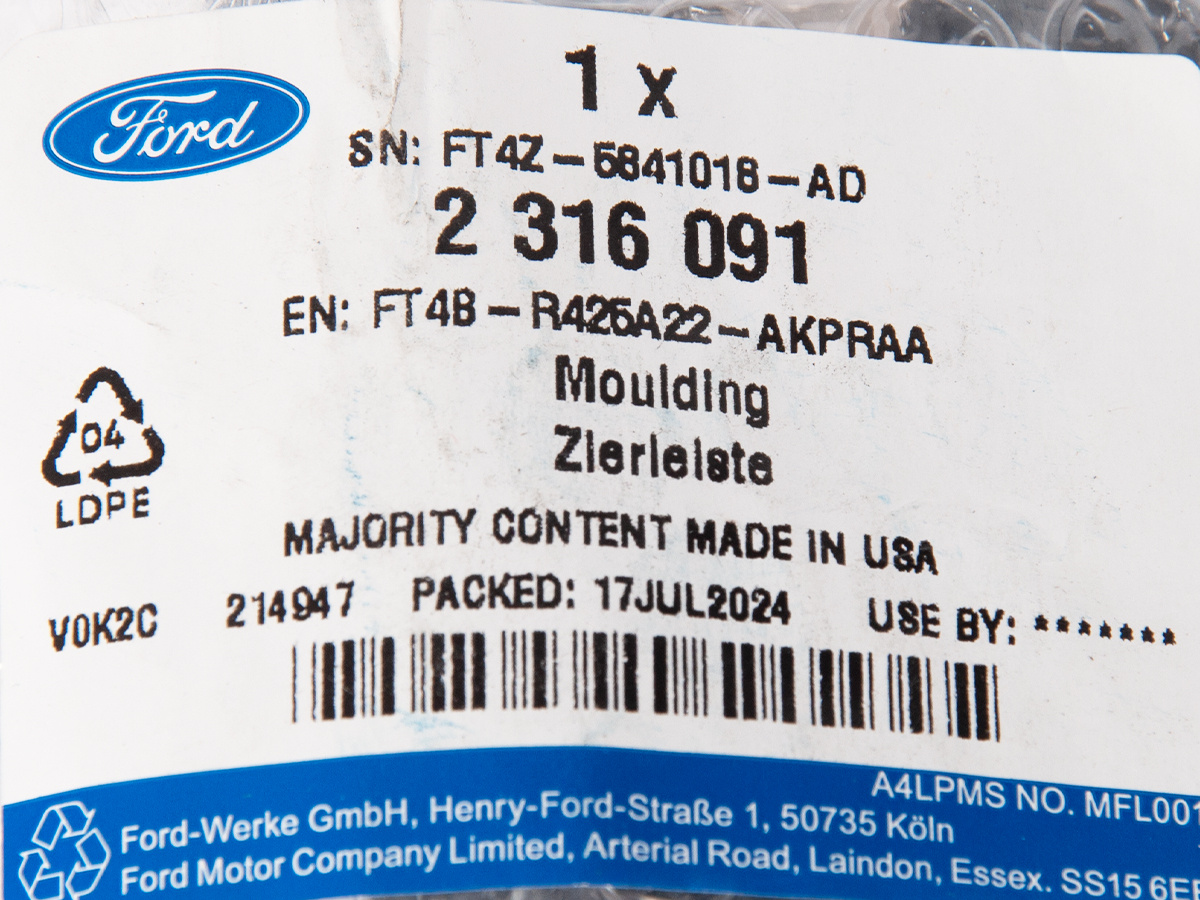 Ford
1 x
SN: FT4Z-5841018-AD
2 316 091
EN: FT4B-R425A22-AKPRAA
Moulding
Zierleiste
04
LDPE
MAJORITY CONTENT MADE IN USA
V0K2C 214947 PACKED: 17JUL2024 USE BY: *******
A4LPMS NO. MFL001
Ford-Werke GmbH, Henry-Ford-Straße 1, 50735 Köln
Ford Motor Company Limited, Arterial Road, Laindon, Essex. SS15 6EE